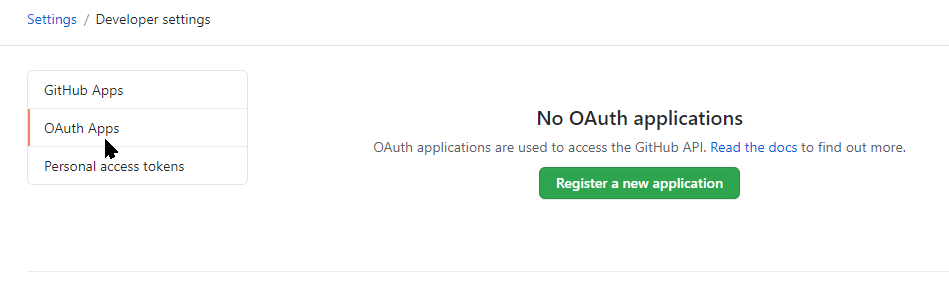 Settings / Developer settings
GitHub Apps
OAuth Apps
Personal access tokens
No OAuth applications
OAuth applications are used to access the GitHub API. Read the docs to find out more.
Register a new application